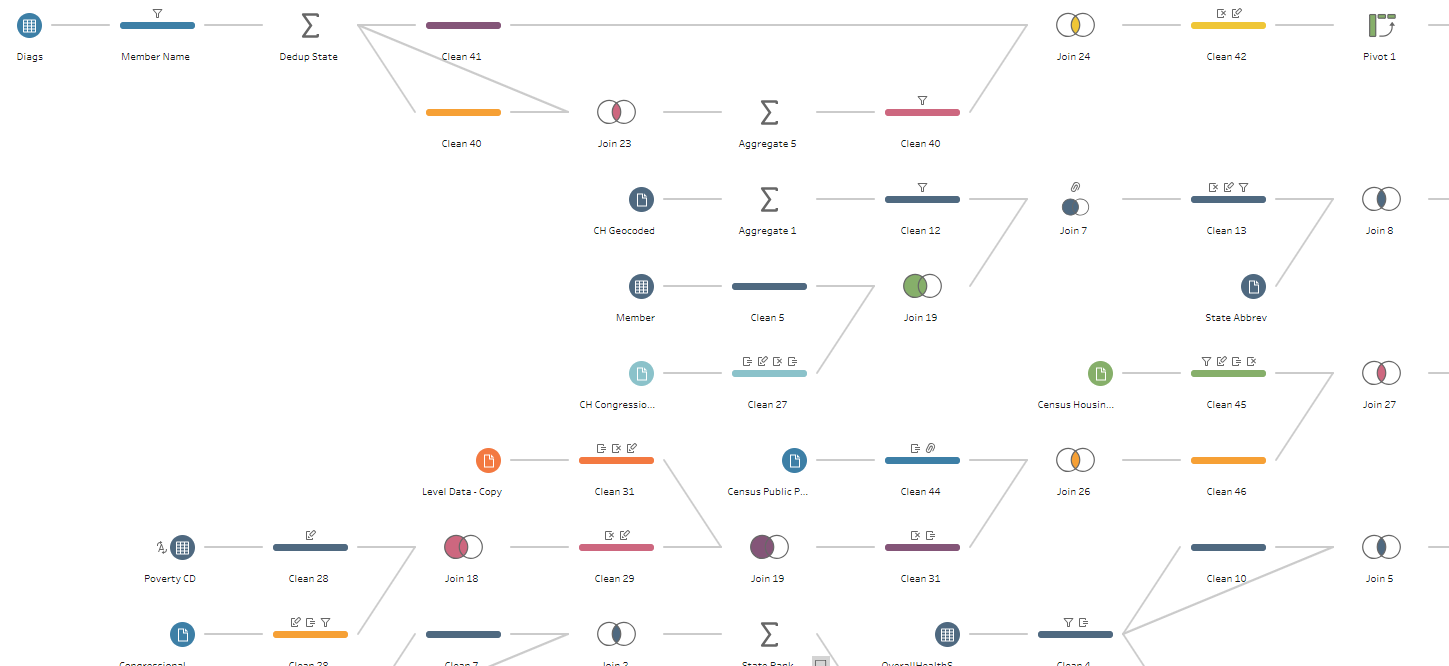 Diags
Member Name
Dedup State
Clean 41
Join 24
Clean 42
Pivot 1
Clean 40
Join 23
Aggregate 5
Clean 40
CH Geocoded
Aggregate 1
Clean 12
Join 7
Clean 13
Join 8
Member
Clean 5
Join 19
State Abbrev
CH Congressio...
Clean 27
Census Housin...
Clean 45
Join 27
Level Data - Copy
Clean 31
Census Public P...
Clean 44
Join 26
Clean 46
Poverty CD
Clean 28
Join 18
Clean 29
Join 19
Clean 31
Clean 10
Join 5
Congressional
Clean 28
Clean 7
Join 2
State Rank
OverallHealthS
Clean 4